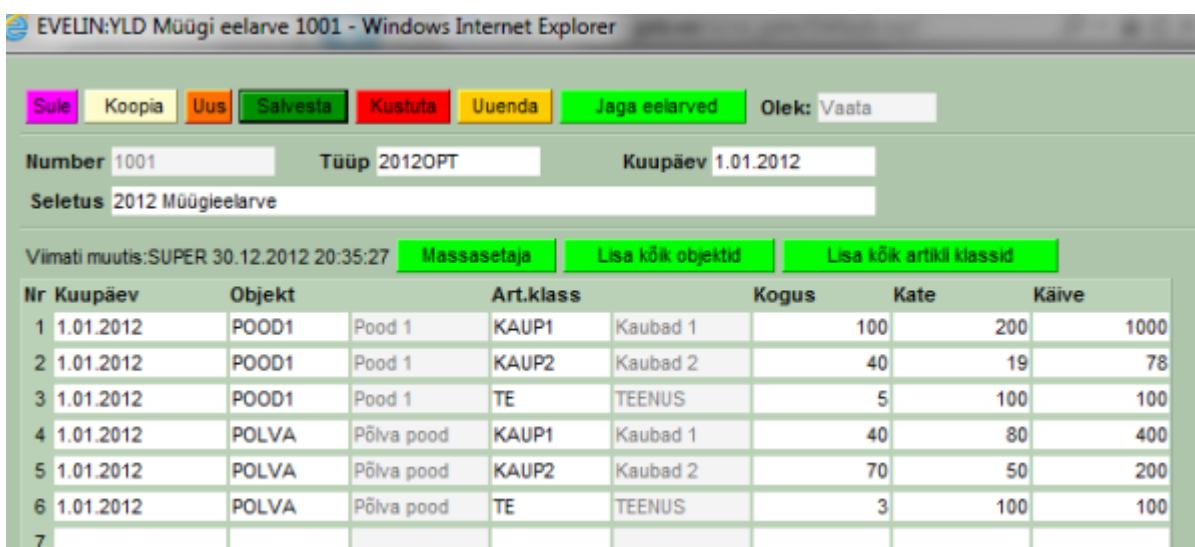 EVELIN:YLD Müügi eelarve 1001 - Windows Internet Explorer
Sule Koopia Uus Salvesta Kustuta Uuenda Jaga eelarved Olek: Vaata
Number 1001 Tüüp 2012OPT Kuupäev 1.01.2012
Seletus 2012 Müügieelarve
Viimati muutis:SUPER 30.12.2012 20:35:27 Massasetaja Lisa kõik objektid Lisa kõik artikli klassid
Nr Kuupäev Objekt Art.klass Kogus Kate Käive
1 1.01.2012 POOD1 Pood 1 KAUP1 Kaubad 1 100 200 1000
2 1.01.2012 POOD1 Pood 1 KAUP2 Kaubad 2 40 19 78
3 1.01.2012 POOD1 Pood 1 TE TEENUS 5 100 100
4 1.01.2012 POLVA Põlva pood KAUP1 Kaubad 1 40 80 400
5 1.01.2012 POLVA Põlva pood KAUP2 Kaubad 2 70 50 200
6 1.01.2012 POLVA Põlva pood TE TEENUS 3 100 100
7